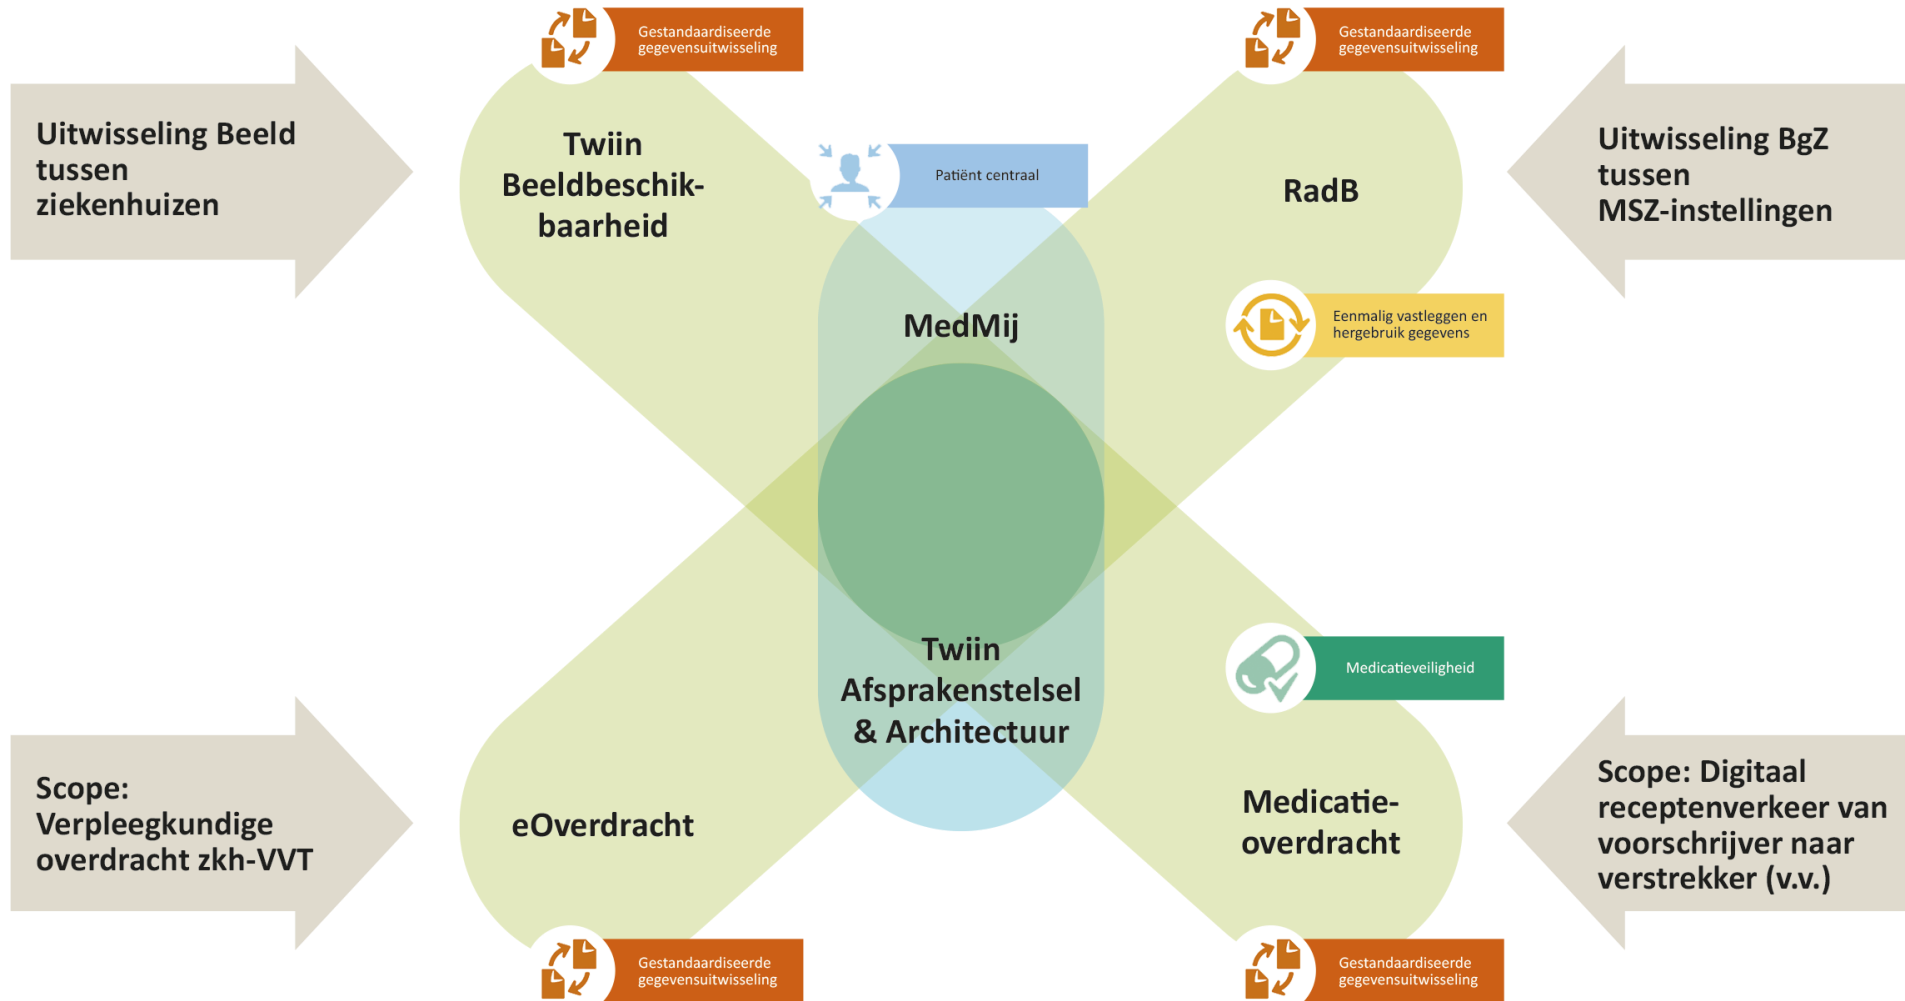 Gestandaardiseerde
gegevensuitwisseling
Gestandaardiseerde
gegevensuitwisseling
Uitwisseling Beeld
tussen
ziekenhuizen
Twiin
Beeldbeschik-
baarheid
Patiënt centraal
RadB
Uitwisseling BgZ
tussen
MSZ-instellingen
MedMij
Eenmalig vastleggen en
hergebruik gegevens
Twiin
Afsprakenstelsel
& Architectuur
Medicatieveiligheid
Scope:
Verpleegkundige
overdracht zkh-VVT
eOverdracht
Medicatie-
overdracht
Scope: Digitaal
receptenverkeer van
voorschrijver naar
verstrekker (v.v.)
Gestandaardiseerde
gegevensuitwisseling
Gestandaardiseerde
gegevensuitwisseling